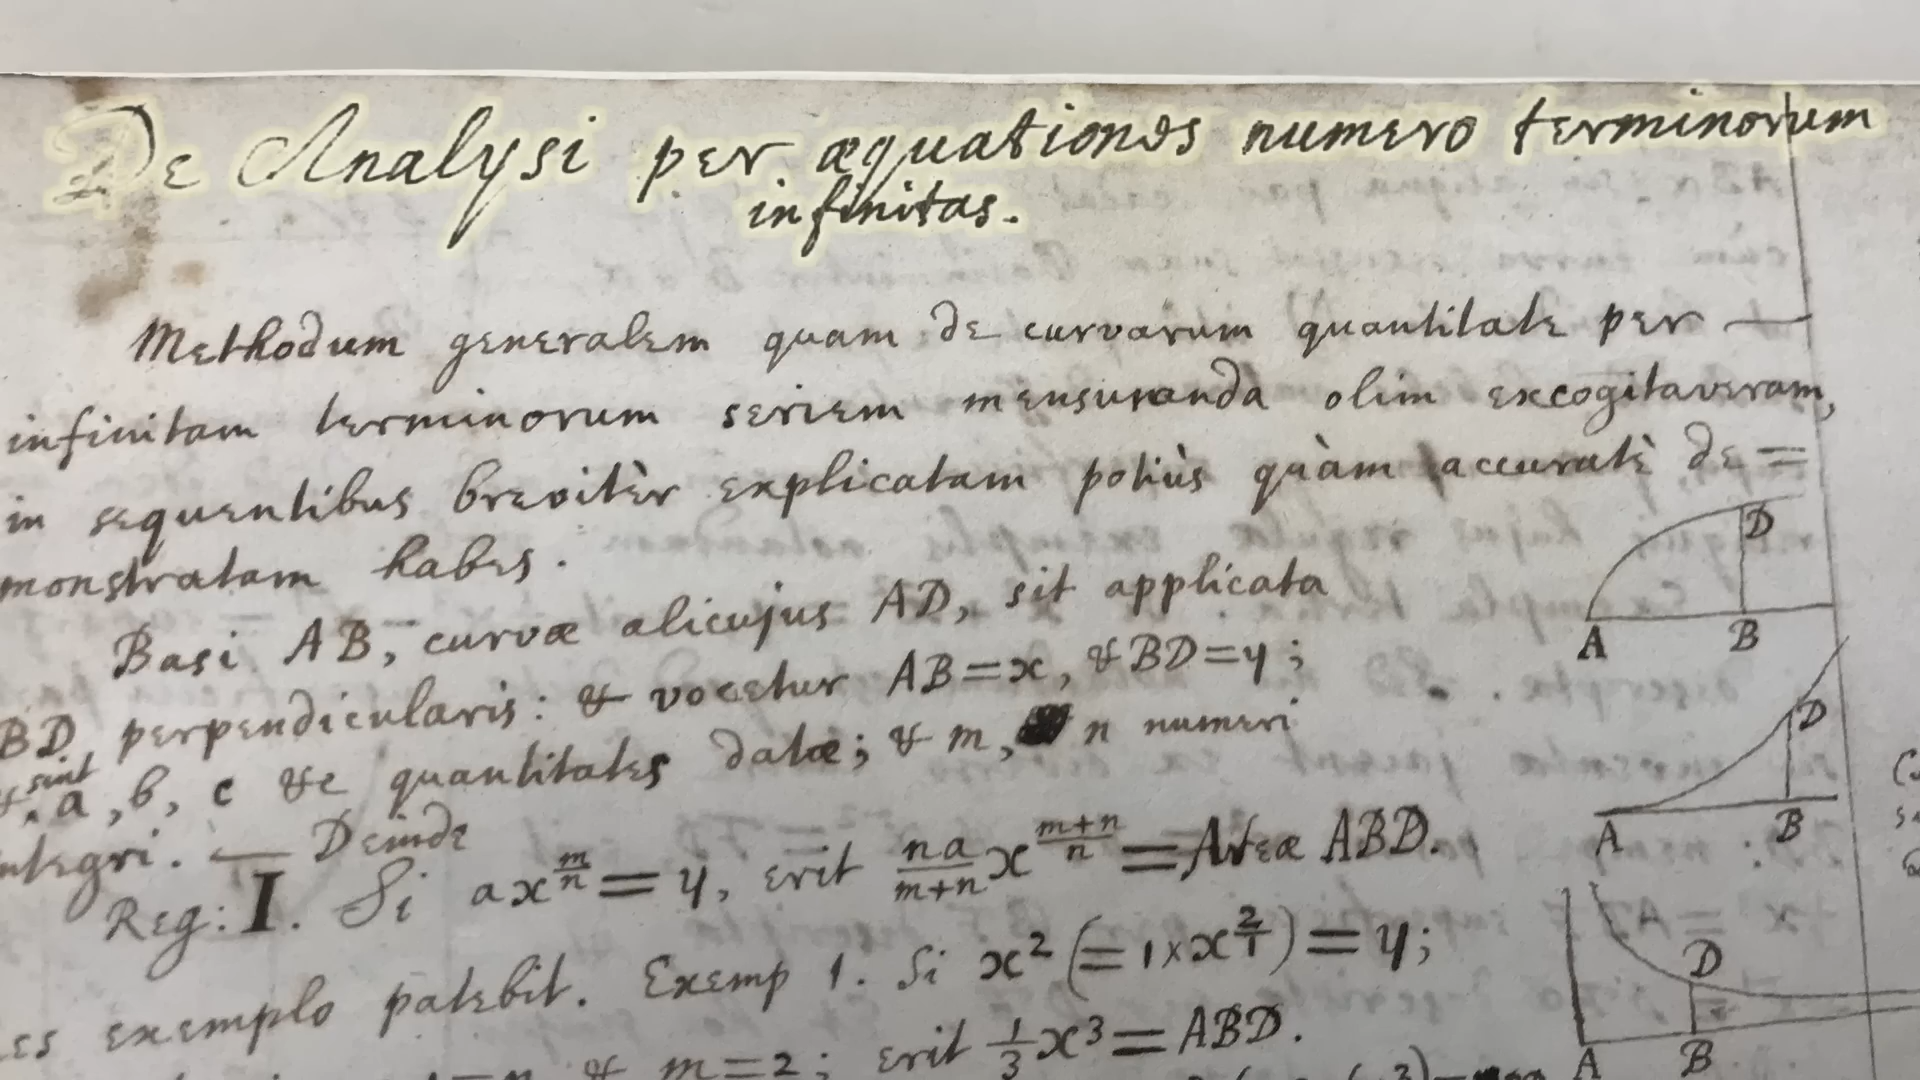 De Analysi per æquationes numero terminorum
infinitas.
Methodum generalem quam de curvarum quantitate per
infinitam terminorum seriem mensuranda olim excogitaveram,
in sequentibus brevitèr explicatam potiùs quàm accuratè de=
monstratam habes.
Basi AB, curvæ alicujus AD, sit applicata
BD, perpendicularis: & vocetur AB=x, & BD=y;
& sint a, b, c &c quantitates datæ; & m, n numeri
integri. Deinde
Reg: I. Si ax^(m/n) = y, erit na/(m+n) x^((m+n)/n) = Areæ ABD.
exemplo patebit. Exemp 1. Si x² (= 1 × x^(2/1)) = y;
& m=2; erit 1/3 x³ = ABD.
D
A B
D
A B
D
A B